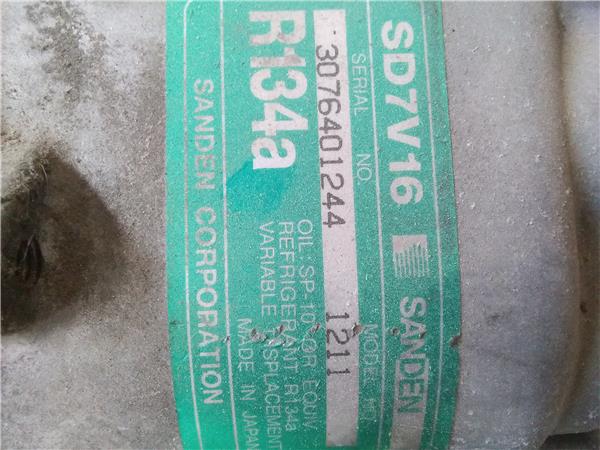 SD7V16 SANDEN
SERIAL NO. MODEL NO.
3076401244 1211
R134a
OIL: SP-10 OR EQUIV.
REFRIGERANT R134a
VARIABLE DISPLACEMENT
MADE IN JAPAN
SANDEN CORPORATION